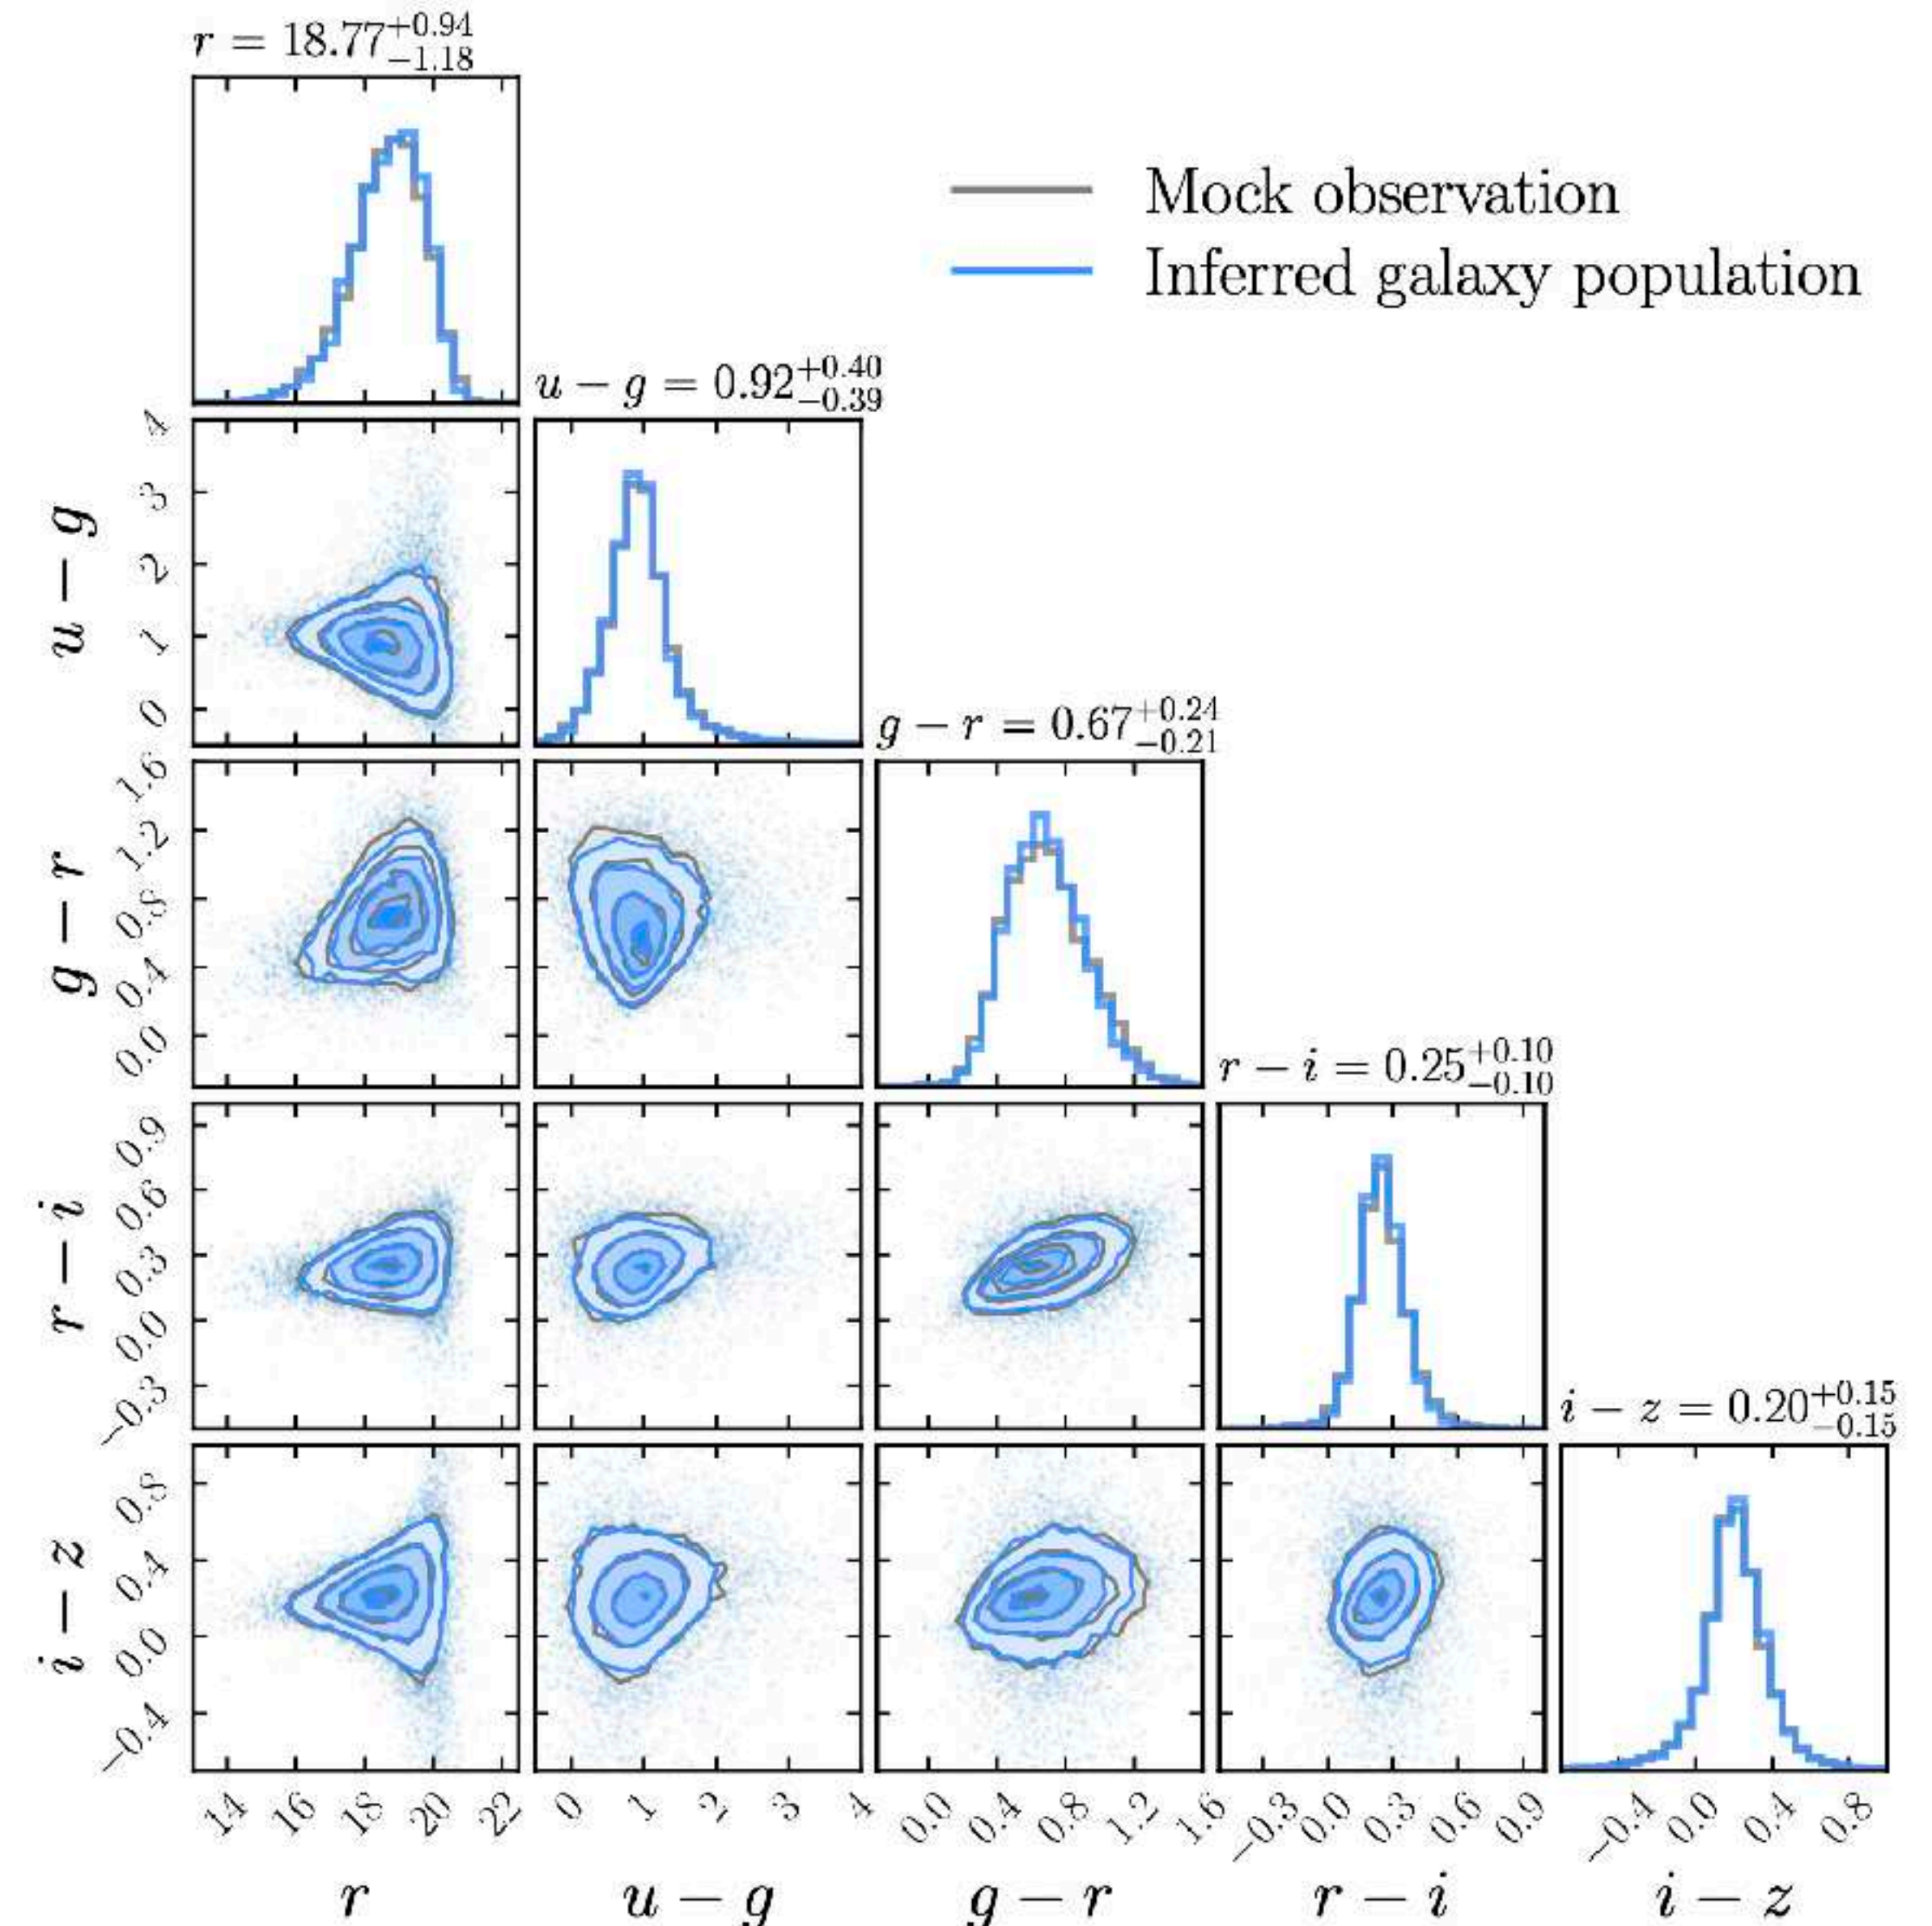 r = 18.77^{+0.94}_{-1.18}
Mock observation
Inferred galaxy population
u − g = 0.92^{+0.40}_{-0.39}
4
3
2
1
0
u − g
g − r = 0.67^{+0.24}_{-0.21}
1.6
1.2
0.8
0.4
0.0
g − r
r − i = 0.25^{+0.10}_{-0.10}
0.9
0.6
0.3
0.0
−0.3
r − i
i − z = 0.20^{+0.15}_{-0.15}
0.8
0.4
0.0
−0.4
i − z
14 16 18 20 22 0 1 2 3 4 0.0 0.4 0.8 1.2 1.6 −0.3 0.0 0.3 0.6 0.9 −0.4 0.0 0.4 0.8
r u − g g − r r − i i − z